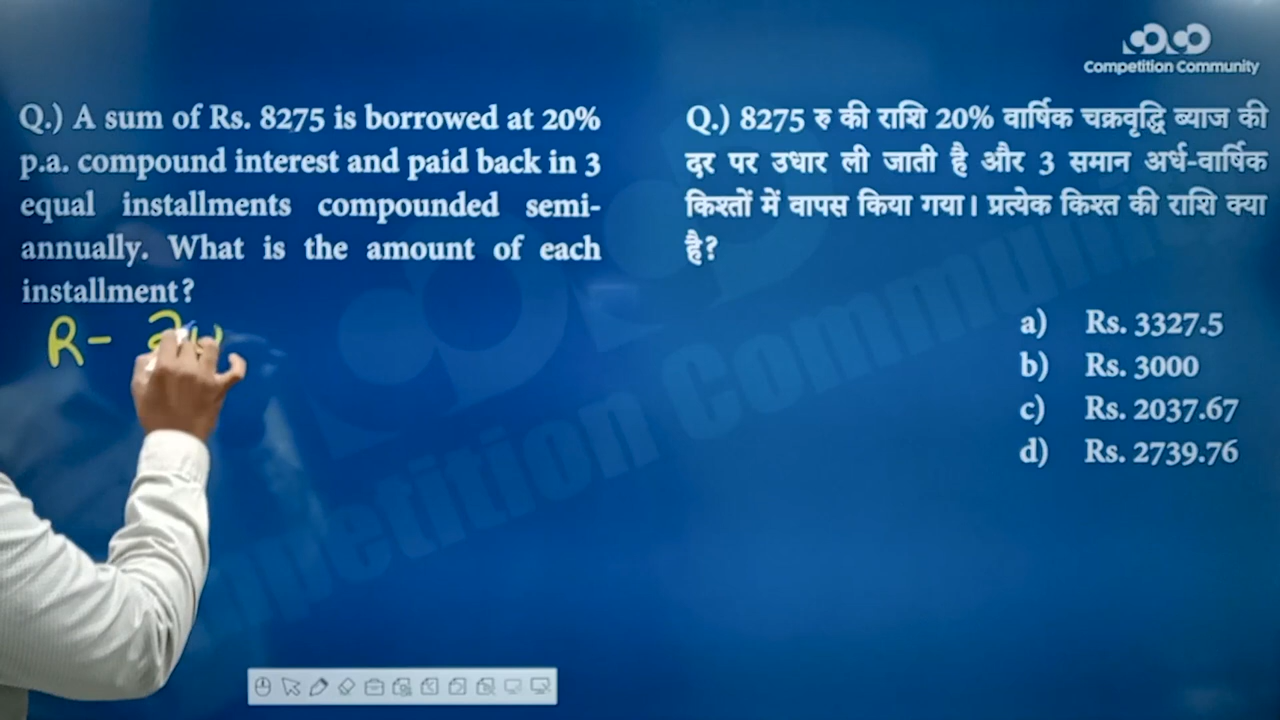 Competition Community
Q.) A sum of Rs. 8275 is borrowed at 20%
p.a. compound interest and paid back in 3
equal installments compounded semi-
annually. What is the amount of each
installment?
R-
Q.) 8275 रु की राशि 20% वार्षिक चक्रवृद्धि ब्याज की
दर पर उधार ली जाती है और 3 समान अर्ध-वार्षिक
किश्तों में वापस किया गया। प्रत्येक किश्त की राशि क्या
है?
a) Rs. 3327.5
b) Rs. 3000
c) Rs. 2037.67
d) Rs. 2739.76